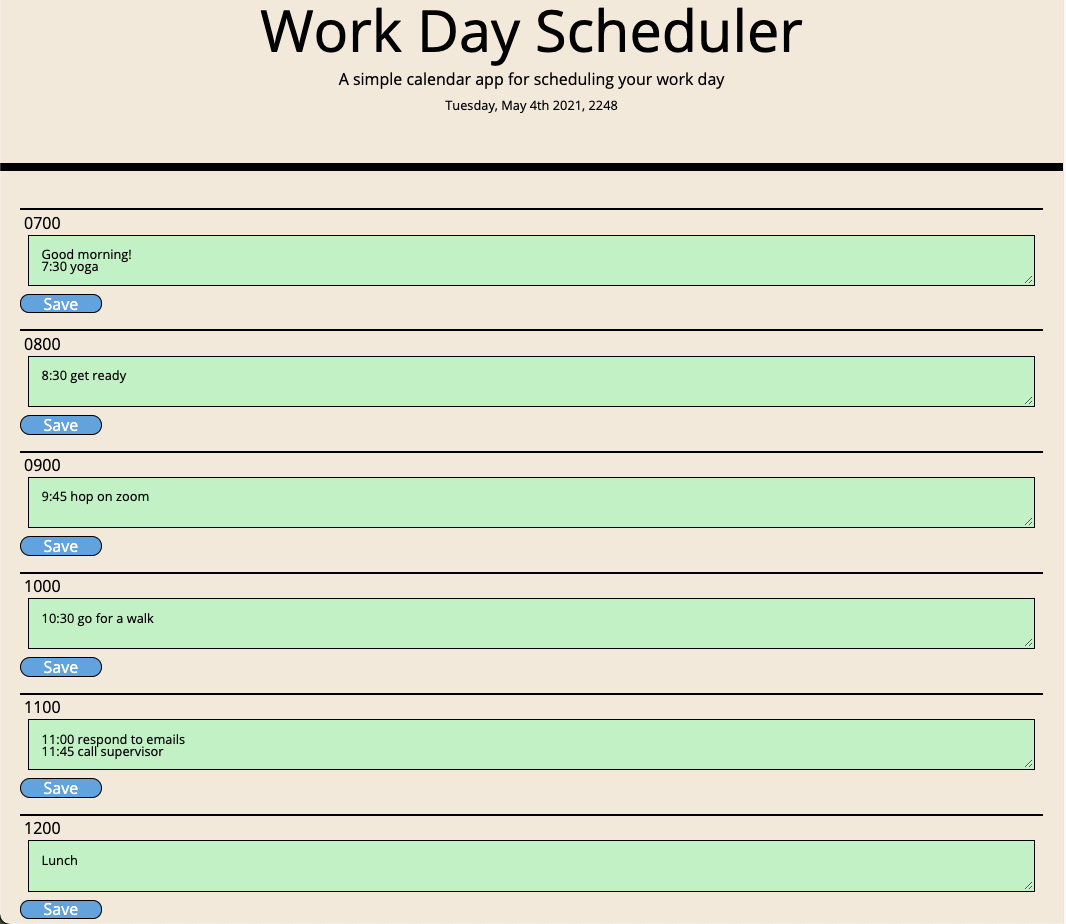 Work Day Scheduler
A simple calendar app for scheduling your work day
Tuesday, May 4th 2021, 2248
0700
Good morning!
7:30 yoga
Save
0800
8:30 get ready
Save
0900
9:45 hop on zoom
Save
1000
10:30 go for a walk
Save
1100
11:00 respond to emails
11:45 call supervisor
Save
1200
Lunch
Save